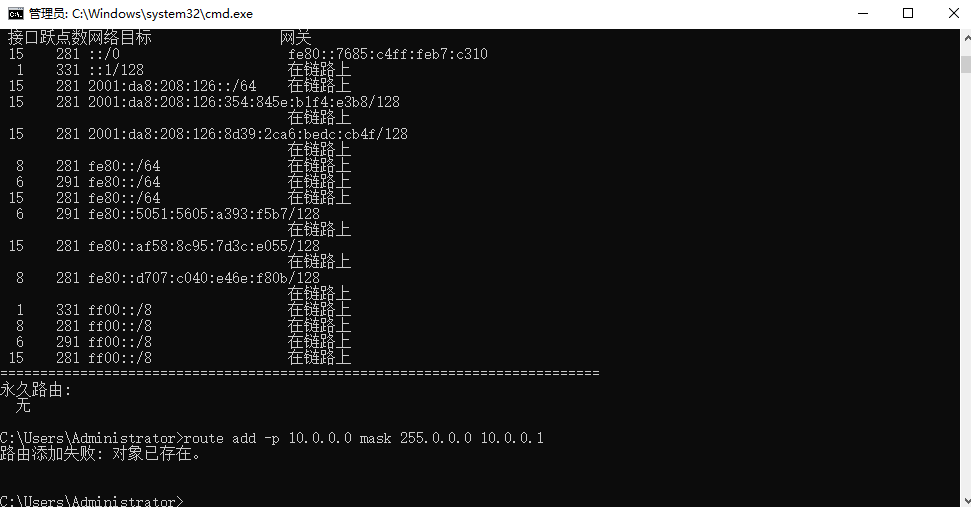 管理员: C:\Windows\system32\cmd.exe
接口跃点数网络目标 网关
15 281 ::/0 fe80::7685:c4ff:feb7:c310
1 331 ::1/128 在链路上
15 281 2001:da8:208:126::/64 在链路上
15 281 2001:da8:208:126:354:845e:b1f4:e3b8/128
在链路上
15 281 2001:da8:208:126:8d39:2ca6:bedc:cb4f/128
在链路上
8 281 fe80::/64 在链路上
6 291 fe80::/64 在链路上
15 281 fe80::/64 在链路上
6 291 fe80::5051:5605:a393:f5b7/128
在链路上
15 281 fe80::af58:8c95:7d3c:e055/128
在链路上
8 281 fe80::d707:c040:e46e:f80b/128
在链路上
1 331 ff00::/8 在链路上
8 281 ff00::/8 在链路上
6 291 ff00::/8 在链路上
15 281 ff00::/8 在链路上
===========================================================================
永久路由:
无
C:\Users\Administrator>route add -p 10.0.0.0 mask 255.0.0.0 10.0.0.1
路由添加失败: 对象已存在。
C:\Users\Administrator>